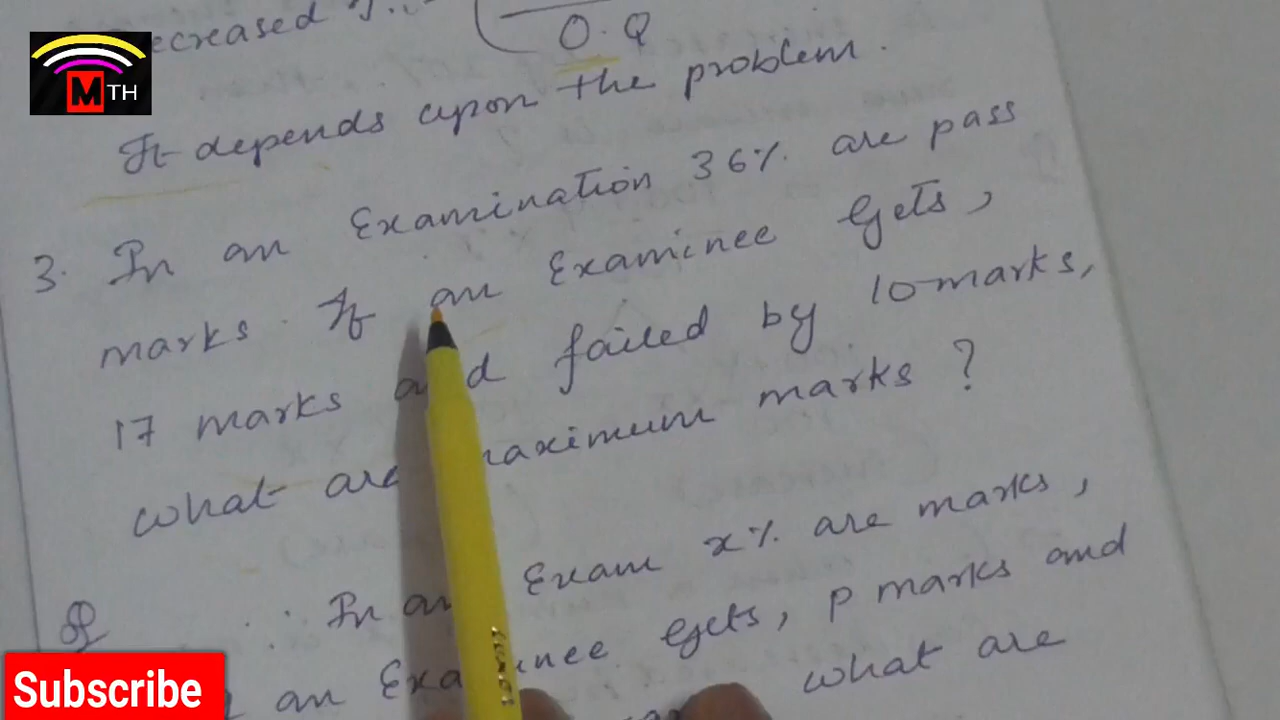 MTH
ecreased
O.Q
It depends upon the problem.
3. In an Examination 36% are pass
marks. If an Examinee Gets,
17 marks and failed by 10 marks,
what are maximum marks ?
In an Exam x% are marks,
an Examinee Gets, P marks and
what are
Subscribe